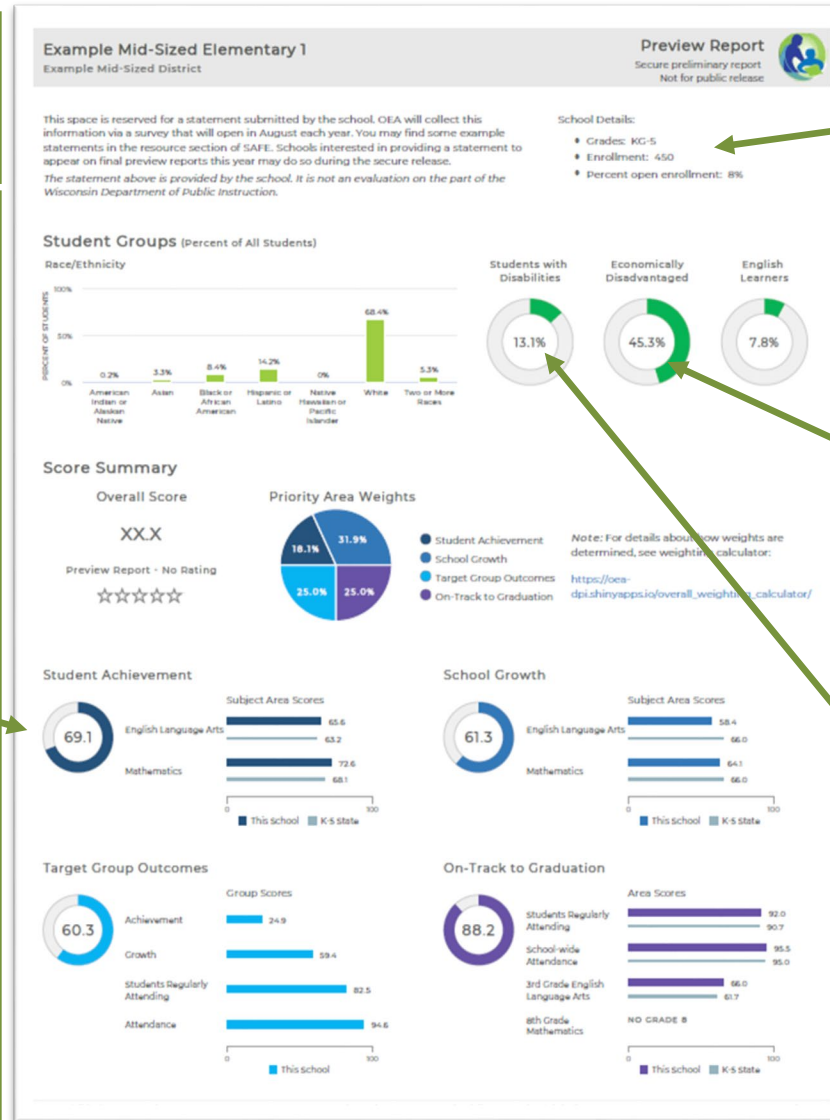 Example Mid-Sized Elementary 1
Example Mid-Sized District
Preview Report
Secure preliminary report
Not for public release
This space is reserved for a statement submitted by the school. OEA will collect this
information via a survey that will open in August each year. You may find some example
statements in the resource section of SAFE. Schools interested in providing a statement to
appear on final preview reports this year may do so during the secure release.
The statement above is provided by the school. It is not an evaluation on the part of the
Wisconsin Department of Public Instruction.
School Details:
Grades: KG-5
Enrollment: 450
Percent open enrollment: 8%
Student Groups (Percent of All Students)
Race/Ethnicity
PERCENT OF STUDENTS
100%
50%
0%
0.2%
3.3%
8.4%
14.2%
0%
68.4%
5.3%
American
Indian or
Alaskan
Native
Asian
Black or
African
American
Hispanic or
Latino
Native
Hawaiian or
Pacific
Islander
White
Two or More
Races
Students with
Disabilities
13.1%
Economically
Disadvantaged
45.3%
English
Learners
7.8%
Score Summary
Overall Score
XX.X
Preview Report - No Rating
Priority Area Weights
18.1%
31.9%
25.0%
25.0%
Student Achievement
School Growth
Target Group Outcomes
On-Track to Graduation
Note: For details about how weights are
determined, see weighting calculator:
https://oea-
dpi.shinyapps.io/overall_weighting_calculator/
Student Achievement
69.1
Subject Area Scores
English Language Arts
65.6
63.2
Mathematics
72.6
68.1
0
100
This School
K-5 State
School Growth
61.3
Subject Area Scores
English Language Arts
58.4
66.0
Mathematics
64.1
66.0
0
100
This School
K-5 State
Target Group Outcomes
60.3
Group Scores
Achievement
24.9
Growth
59.4
Students Regularly
Attending
82.5
Attendance
94.6
0
100
This School
On-Track to Graduation
88.2
Area Scores
Students Regularly
Attending
92.0
90.7
School-wide
Attendance
95.5
95.0
3rd Grade English
Language Arts
66.0
61.7
8th Grade
Mathematics
NO GRADE 8
0
100
This School
K-5 State